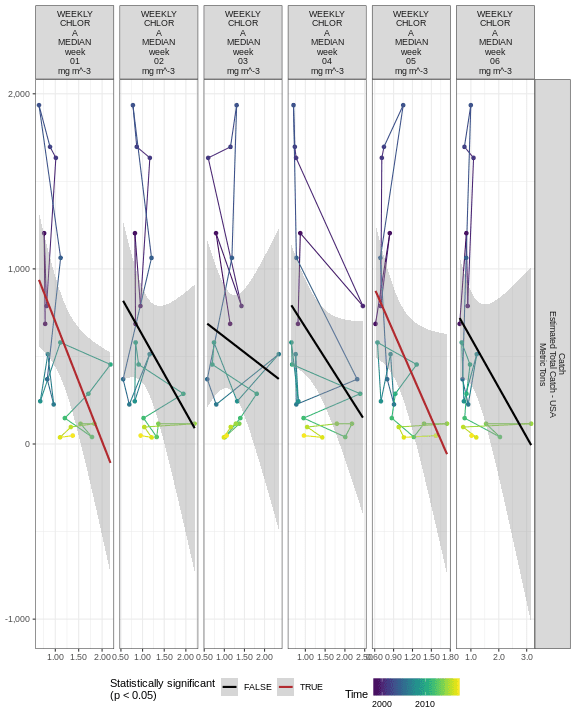 WEEKLY
CHLOR
A
MEDIAN
week
01
mg m^-3
WEEKLY
CHLOR
A
MEDIAN
week
02
mg m^-3
WEEKLY
CHLOR
A
MEDIAN
week
03
mg m^-3
WEEKLY
CHLOR
A
MEDIAN
week
04
mg m^-3
WEEKLY
CHLOR
A
MEDIAN
week
05
mg m^-3
WEEKLY
CHLOR
A
MEDIAN
week
06
mg m^-3
2,000
1,000
0
-1,000
Catch
Estimated Total Catch - USA
Metric Tons
1.00 1.50 2.00
0.50 1.00 1.50 2.00
0.50 1.00 1.50 2.00
1.00 1.50 2.00
0.90 1.20 1.50 1.80
1.0 2.0 3.0
Statistically significant
(p < 0.05)
FALSE
TRUE
Time
2000 2010